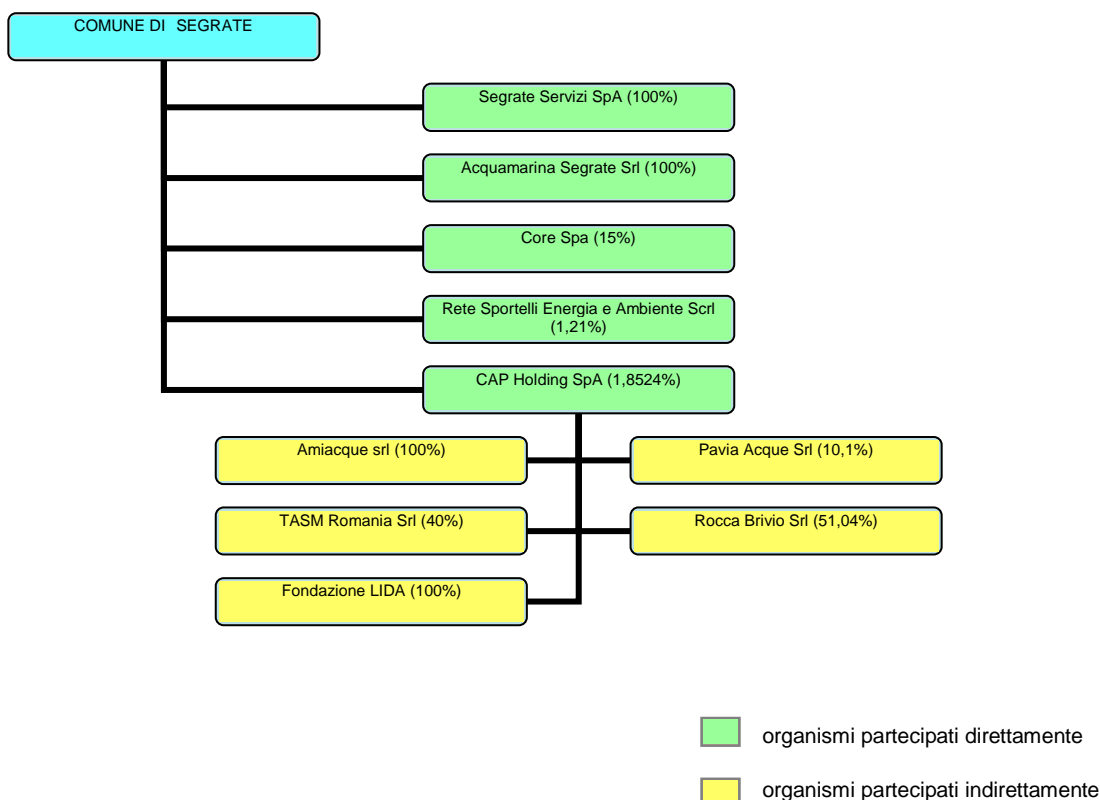 COMUNE DI SEGRATE
Segrate Servizi SpA (100%)
Acquamarina Segrate Srl (100%)
Core Spa (15%)
Rete Sportelli Energia e Ambiente Scrl
(1,21%)
CAP Holding SpA (1,8524%)
Amiacque srl (100%)
Pavia Acque Srl (10,1%)
TASM Romania Srl (40%)
Rocca Brivio Srl (51,04%)
Fondazione LIDA (100%)
organismi partecipati direttamente
organismi partecipati indirettamente